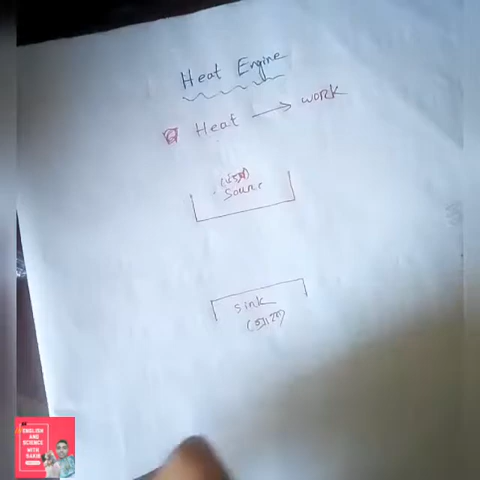 Heat Engine
Heat → WORK
Source
sink
ENGLISH
AND
SCIENCE
WITH